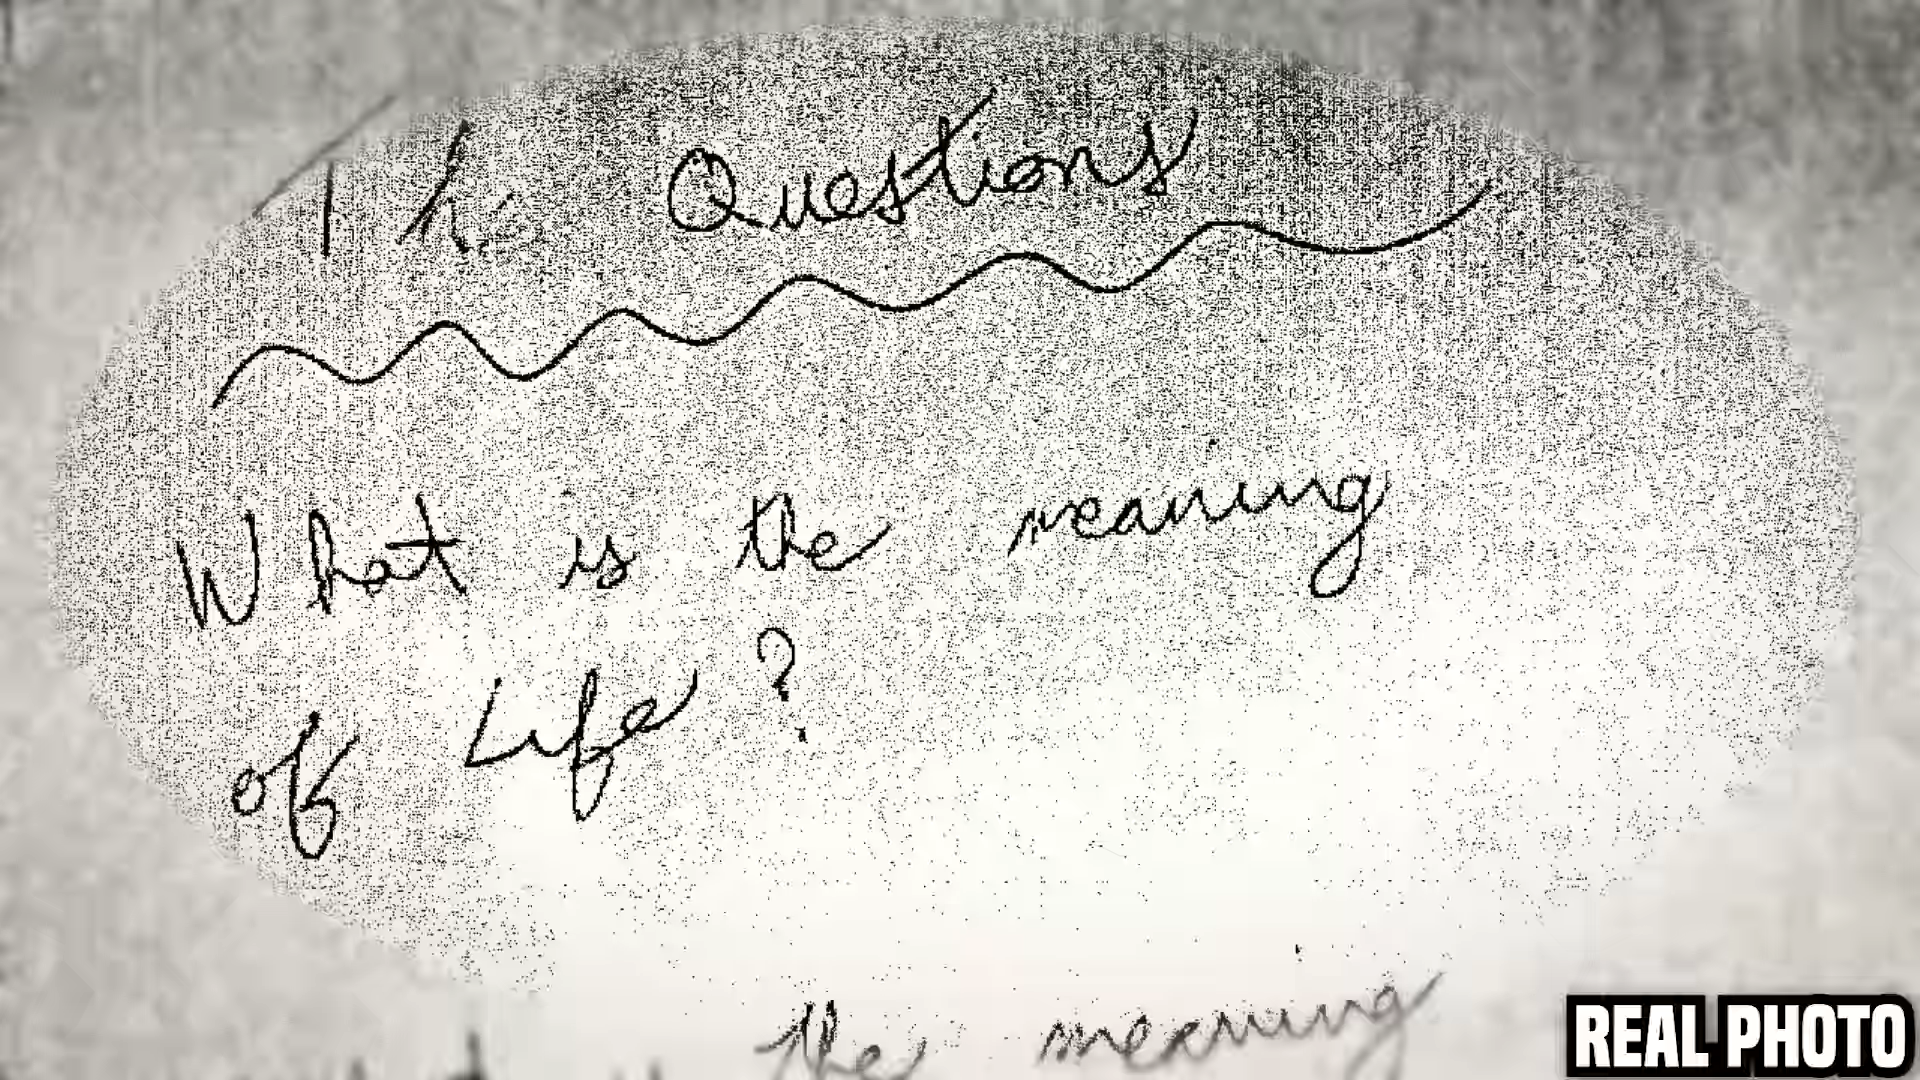 The Questions
What is the meaning
of Life?
the meaning
REAL PHOTO